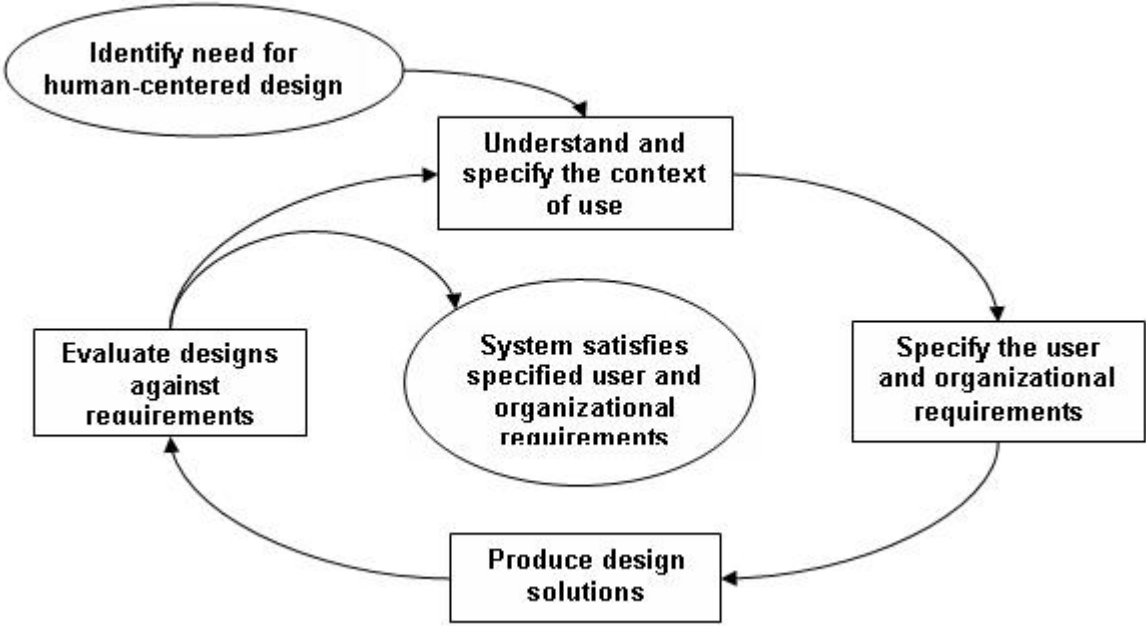 Identify need for
human-centered design
Understand and
specify the context
of use
Evaluate designs
against
requirements
System satisfies
specified user and
organizational
requirements
Specify the user
and organizational
requirements
Produce design
solutions